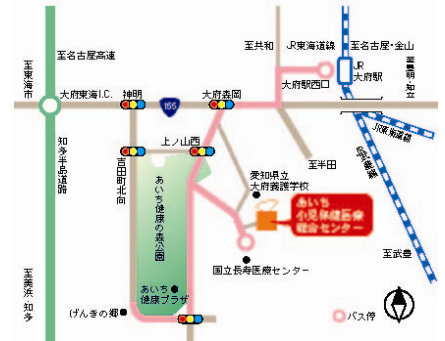 至共和
JR東海道線
至名古屋・金山
至名古屋高速
至東海市
大府東海I.C.
神明
155
大府森岡
大府駅西口
JR
大府駅
至豊明・知立
JR東海道線
知多半島道路
吉田町北向
上ノ山西
至半田
愛知県立
大府養護学校
あいち健康の森公園
あいち
小児保健医療
総合センター
国立長寿医療センター
至武豊
至美浜・知多
あいち
健康プラザ
げんきの郷
バス停